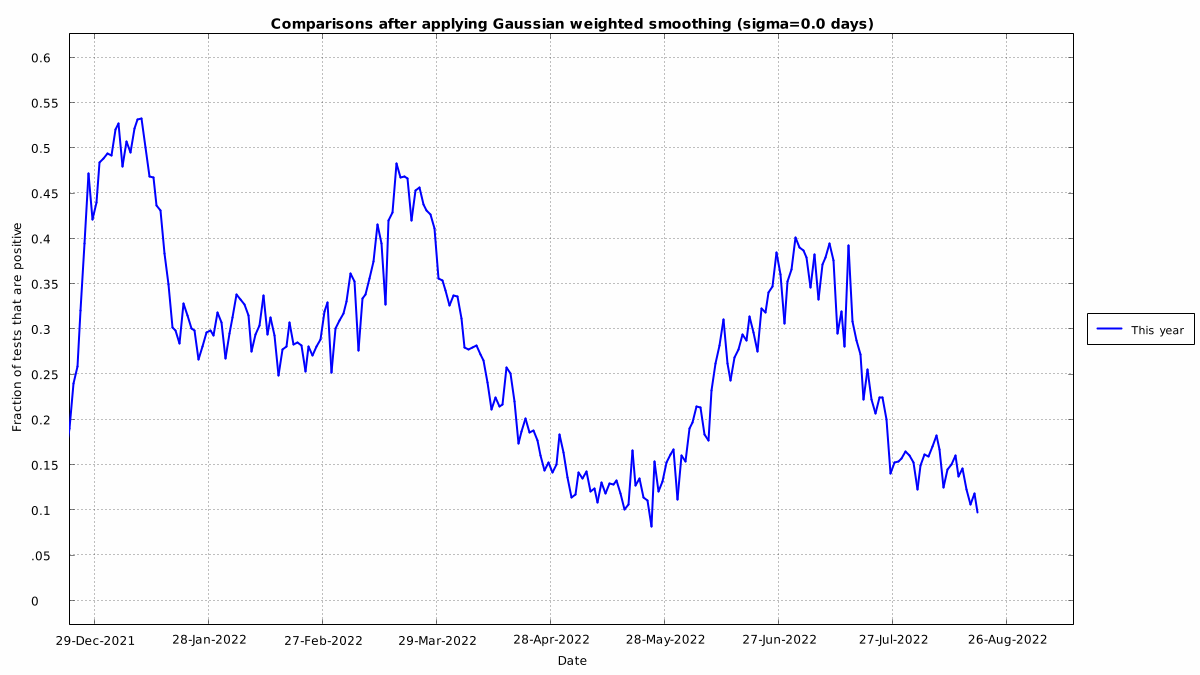 Comparisons after applying Gaussian weighted smoothing (sigma=0.0 days)
0.6
0.55
0.5
0.45
0.4
0.35
0.3
0.25
0.2
0.15
0.1
.05
0
Fraction of tests that are positive
29-Dec-2021 28-Jan-2022 27-Feb-2022 29-Mar-2022 28-Apr-2022 28-May-2022 27-Jun-2022 27-Jul-2022 26-Aug-2022
Date
This year